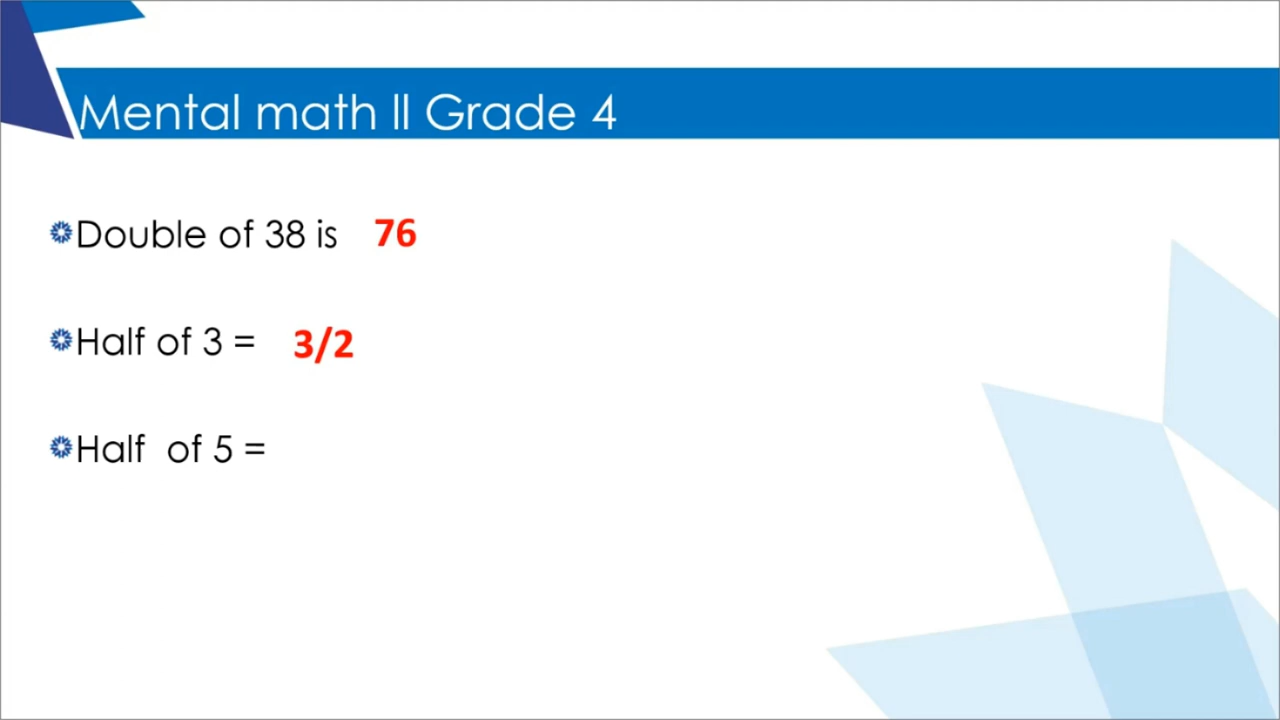 Mental math ll Grade 4
Double of 38 is 76
Half of 3 = 3/2
Half of 5 =